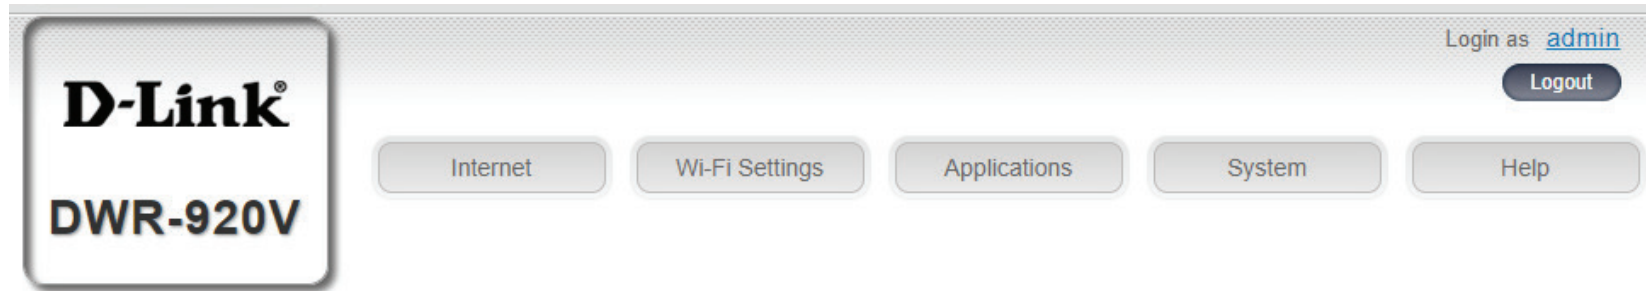 Login as admin
Logout
D-Link®
Internet Wi-Fi Settings Applications System Help
DWR-920V